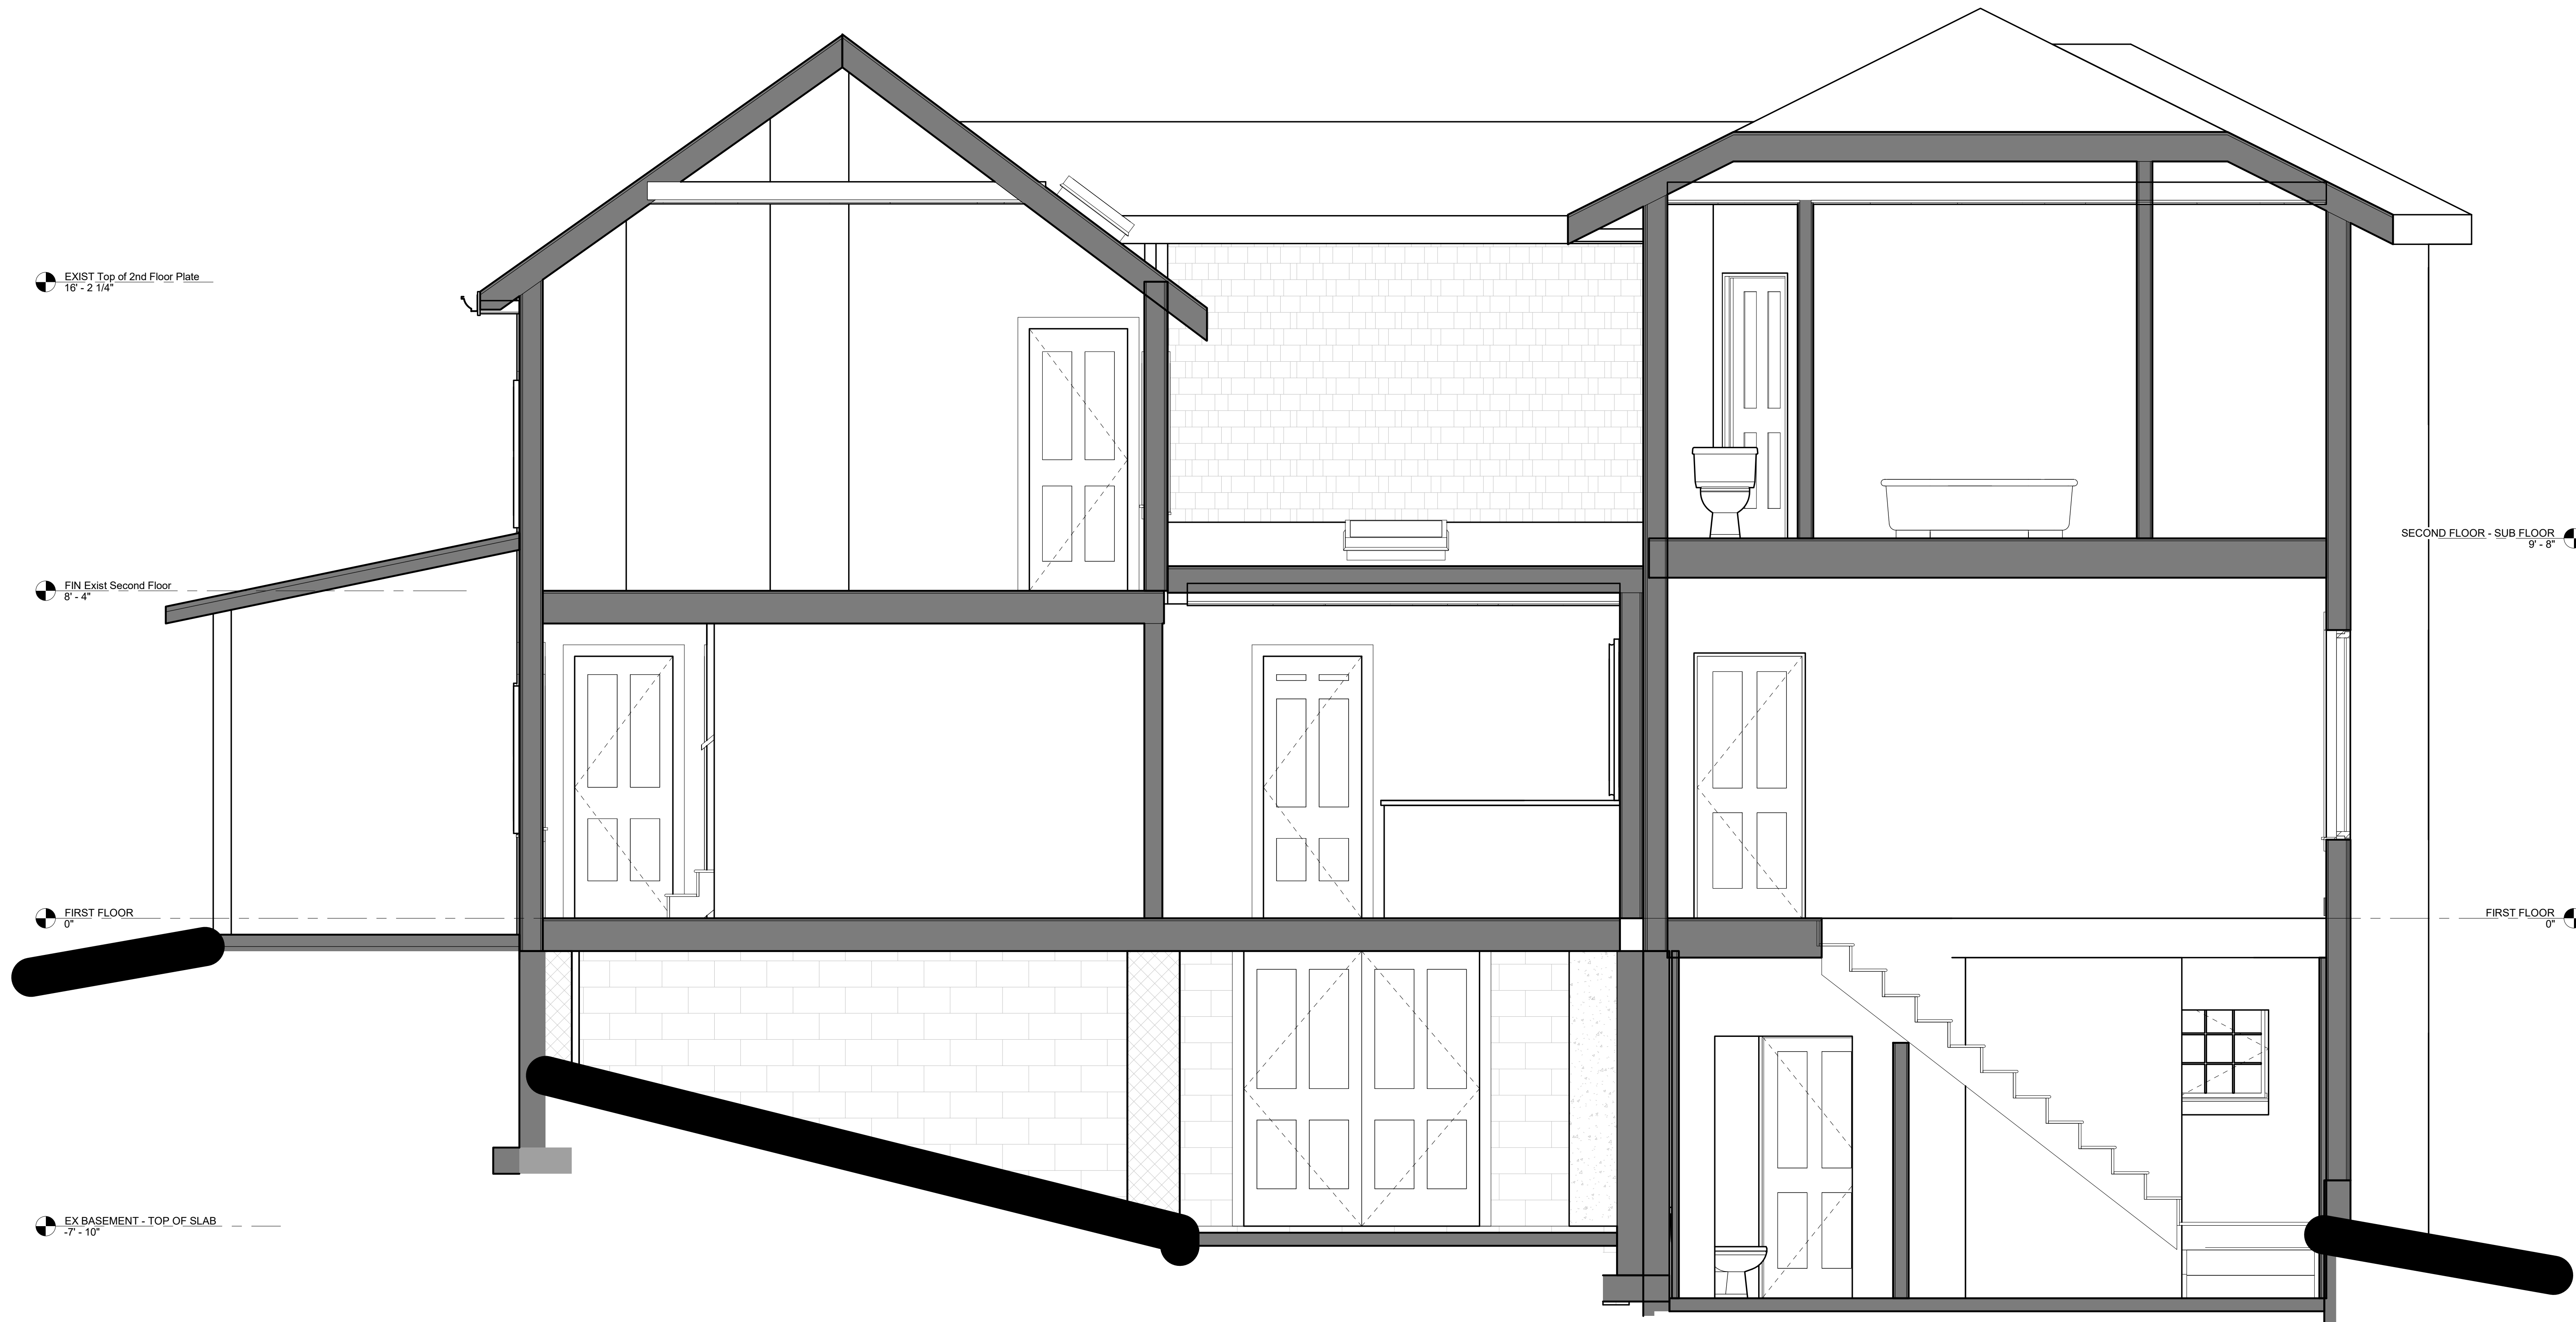 EXIST Top of 2nd Floor Plate
16' - 2 1/4"
SECOND FLOOR - SUB FLOOR
9' - 8"
FIN Exist Second Floor
8' - 4"
FIRST FLOOR
0"
FIRST FLOOR
0"
EX BASEMENT - TOP OF SLAB
-7' - 10"